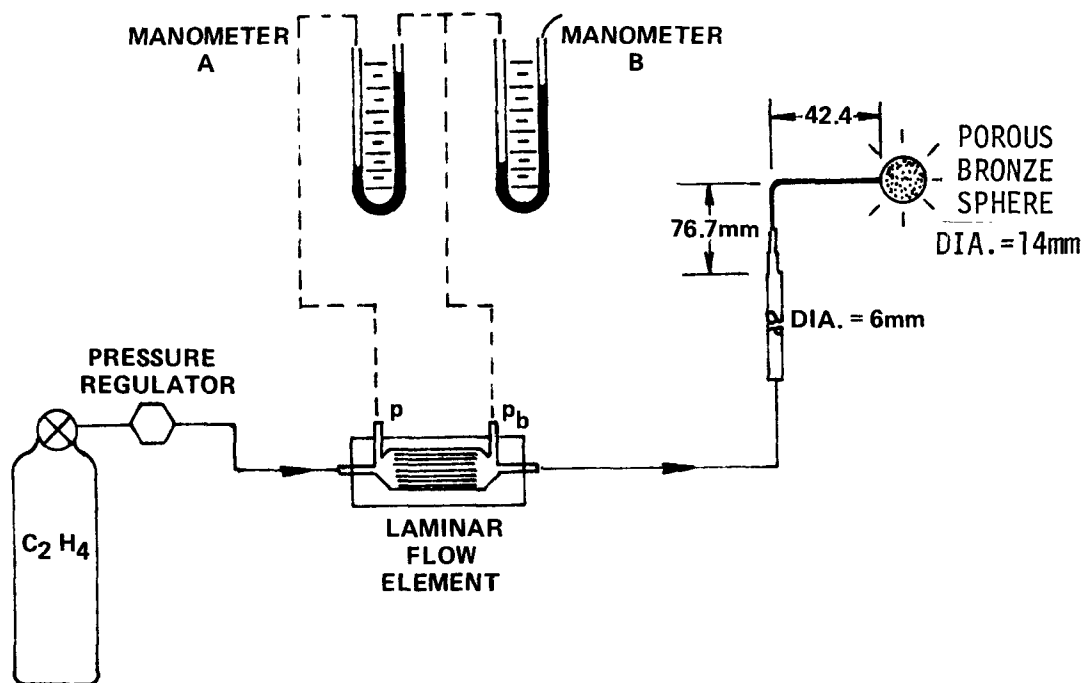 MANOMETER
A
MANOMETER
B
42.4
POROUS
BRONZE
SPHERE
DIA.=14mm
76.7mm
DIA. = 6mm
PRESSURE
REGULATOR
p
pb
C2 H4
LAMINAR
FLOW
ELEMENT